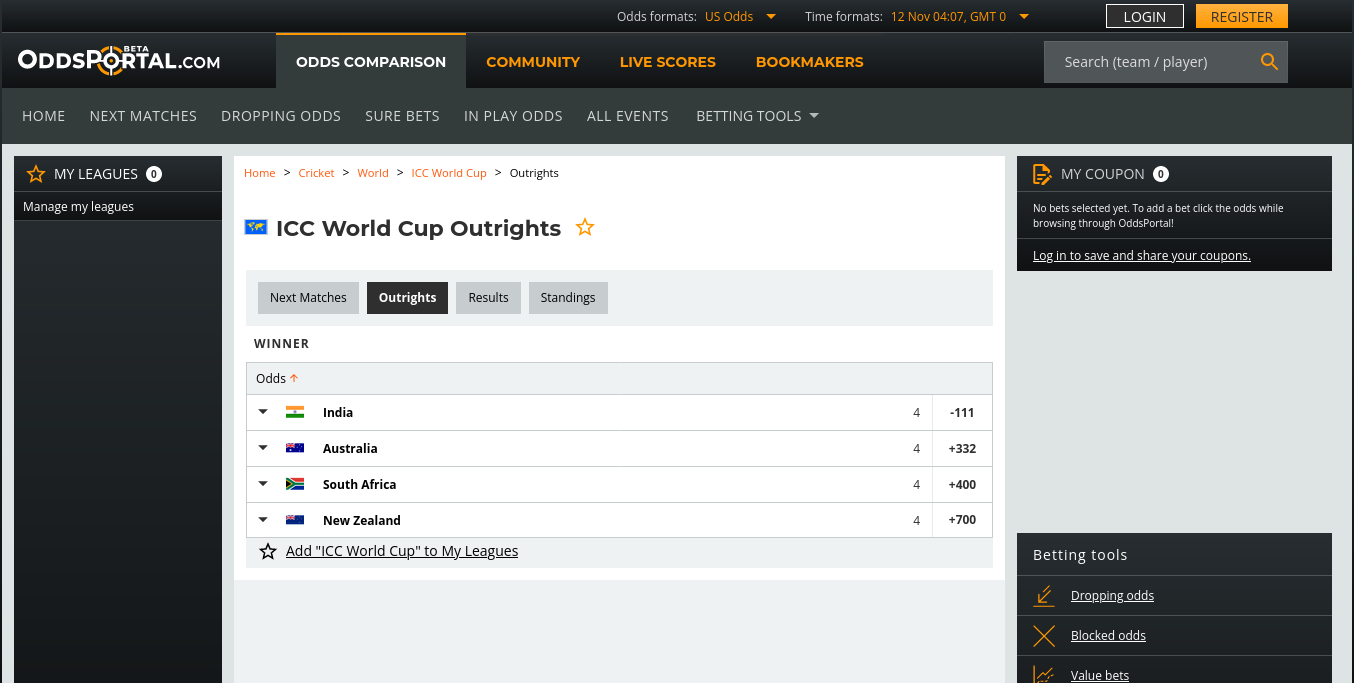 Odds formats: US Odds Time formats: 12 Nov 04:07, GMT 0 LOGIN REGISTER
ODDSPORTAL.COM BETA ODDS COMPARISON COMMUNITY LIVE SCORES BOOKMAKERS Search (team / player)
HOME NEXT MATCHES DROPPING ODDS SURE BETS IN PLAY ODDS ALL EVENTS BETTING TOOLS
MY LEAGUES 0
Manage my leagues
Home > Cricket > World > ICC World Cup > Outrights
ICC World Cup Outrights
Next Matches Outrights Results Standings
WINNER
Odds ↑
India 4 -111
Australia 4 +332
South Africa 4 +400
New Zealand 4 +700
Add "ICC World Cup" to My Leagues
MY COUPON 0
No bets selected yet. To add a bet click the odds while
browsing through OddsPortal!
Log in to save and share your coupons.
Betting tools
Dropping odds
Blocked odds
Value bets